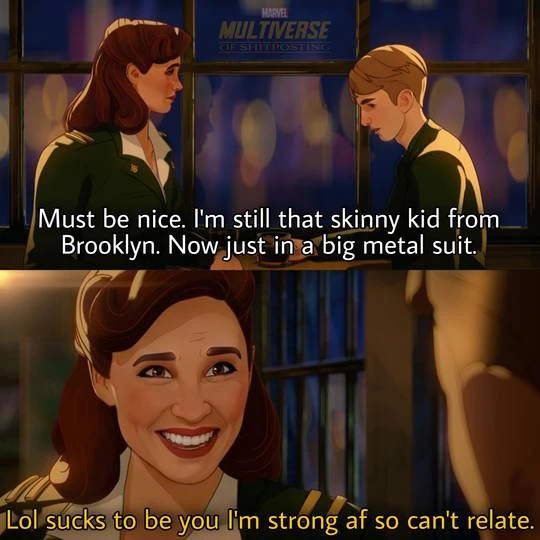 MARVEL
MULTIVERSE
OF SHITPOSTING
Must be nice. I'm still that skinny kid from
Brooklyn. Now just in a big metal suit.
Lol sucks to be you I'm strong af so can't relate.